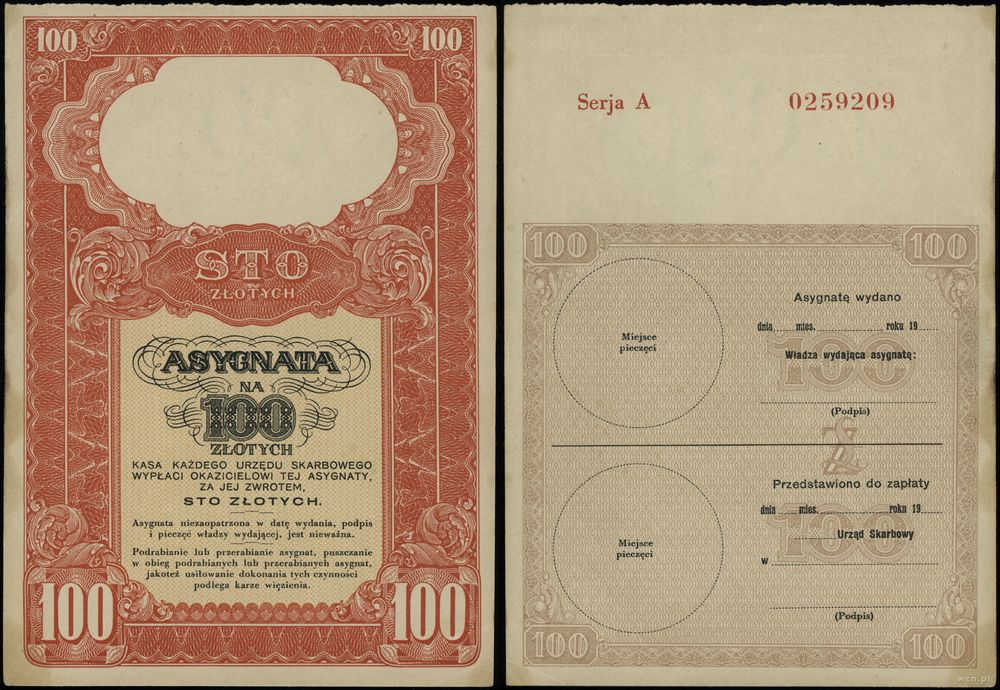 100 100
STO
ZŁOTYCH
ASYGNATA
NA
100
ZŁOTYCH
KASA KAŻDEGO URZĘDU SKARBOWEGO
WYPŁACI OKAZICIELOWI TEJ ASYGNATY,
ZA JEJ ZWROTEM,
STO ZŁOTYCH.
Asygnata niezaopatrzona w datę wydania, podpis
i pieczęć władzy wydającej, jest nieważna.
Podrabianie lub przerabianie asygnat, puszczanie
w obieg podrabianych lub przerabianych asygnat,
jakoteż usiłowanie dokonania tych czynności
podlega karze więzienia.
100 100
Serja A 0259209
100 100
Asygnatę wydano
dnia mies. roku 19
Miejsce
pieczęci
Władza wydająca asygnatę:
100
(Podpis)
Zł
Przedstawiono do zapłaty
dnia mies. roku 19
100
Urząd Skarbowy
Miejsce
pieczęci
w
(Podpis)
100 100
wcn.pl